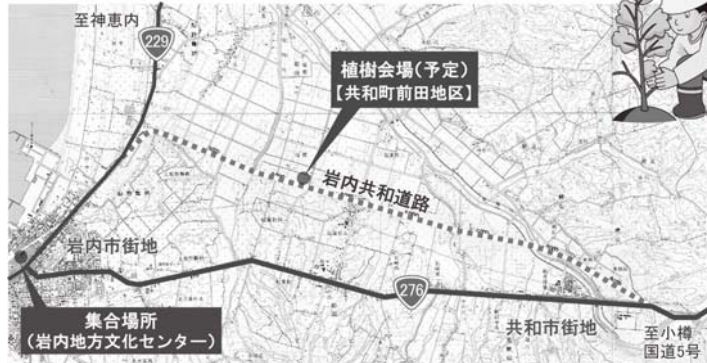 至神恵内
229
植樹会場(予定)
【共和町前田地区】
岩内共和道路
岩内市街地
276
集合場所
(岩内地方文化センター)
共和市街地
至小樽
国道5号